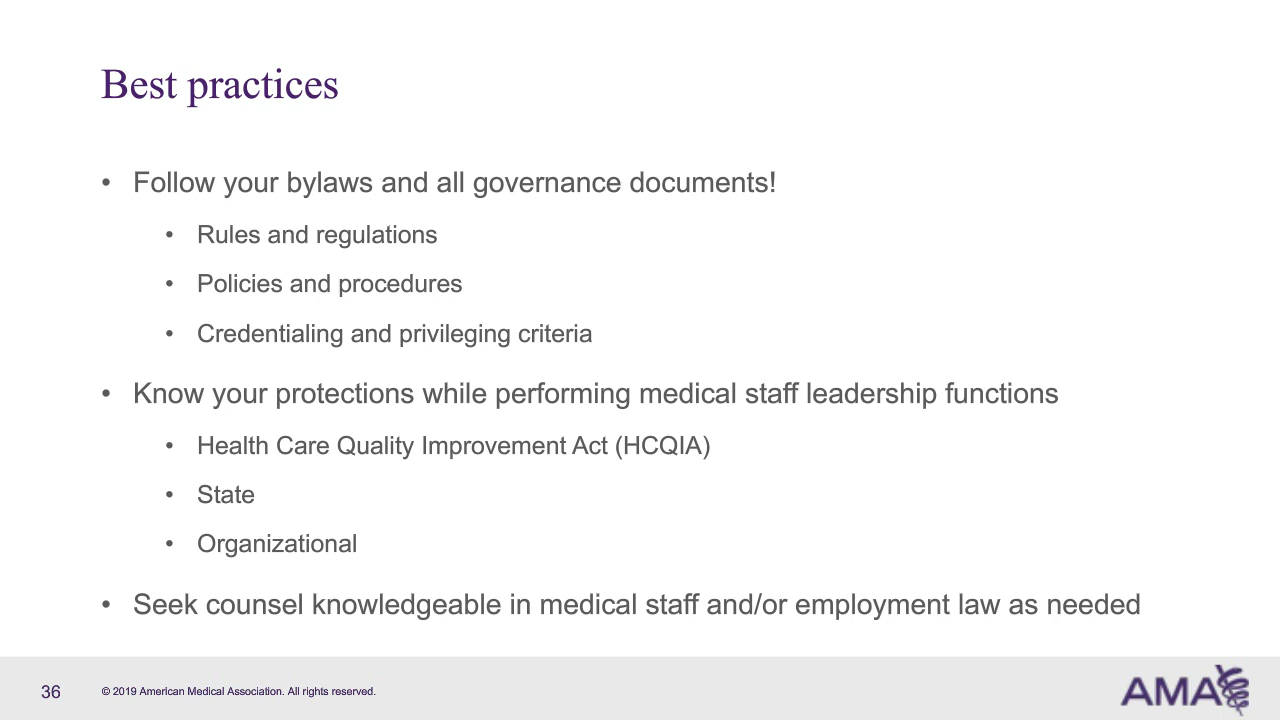 Best practices
• Follow your bylaws and all governance documents!
• Rules and regulations
• Policies and procedures
• Credentialing and privileging criteria
• Know your protections while performing medical staff leadership functions
• Health Care Quality Improvement Act (HCQIA)
• State
• Organizational
• Seek counsel knowledgeable in medical staff and/or employment law as needed
36
© 2019 American Medical Association. All rights reserved.
AMA